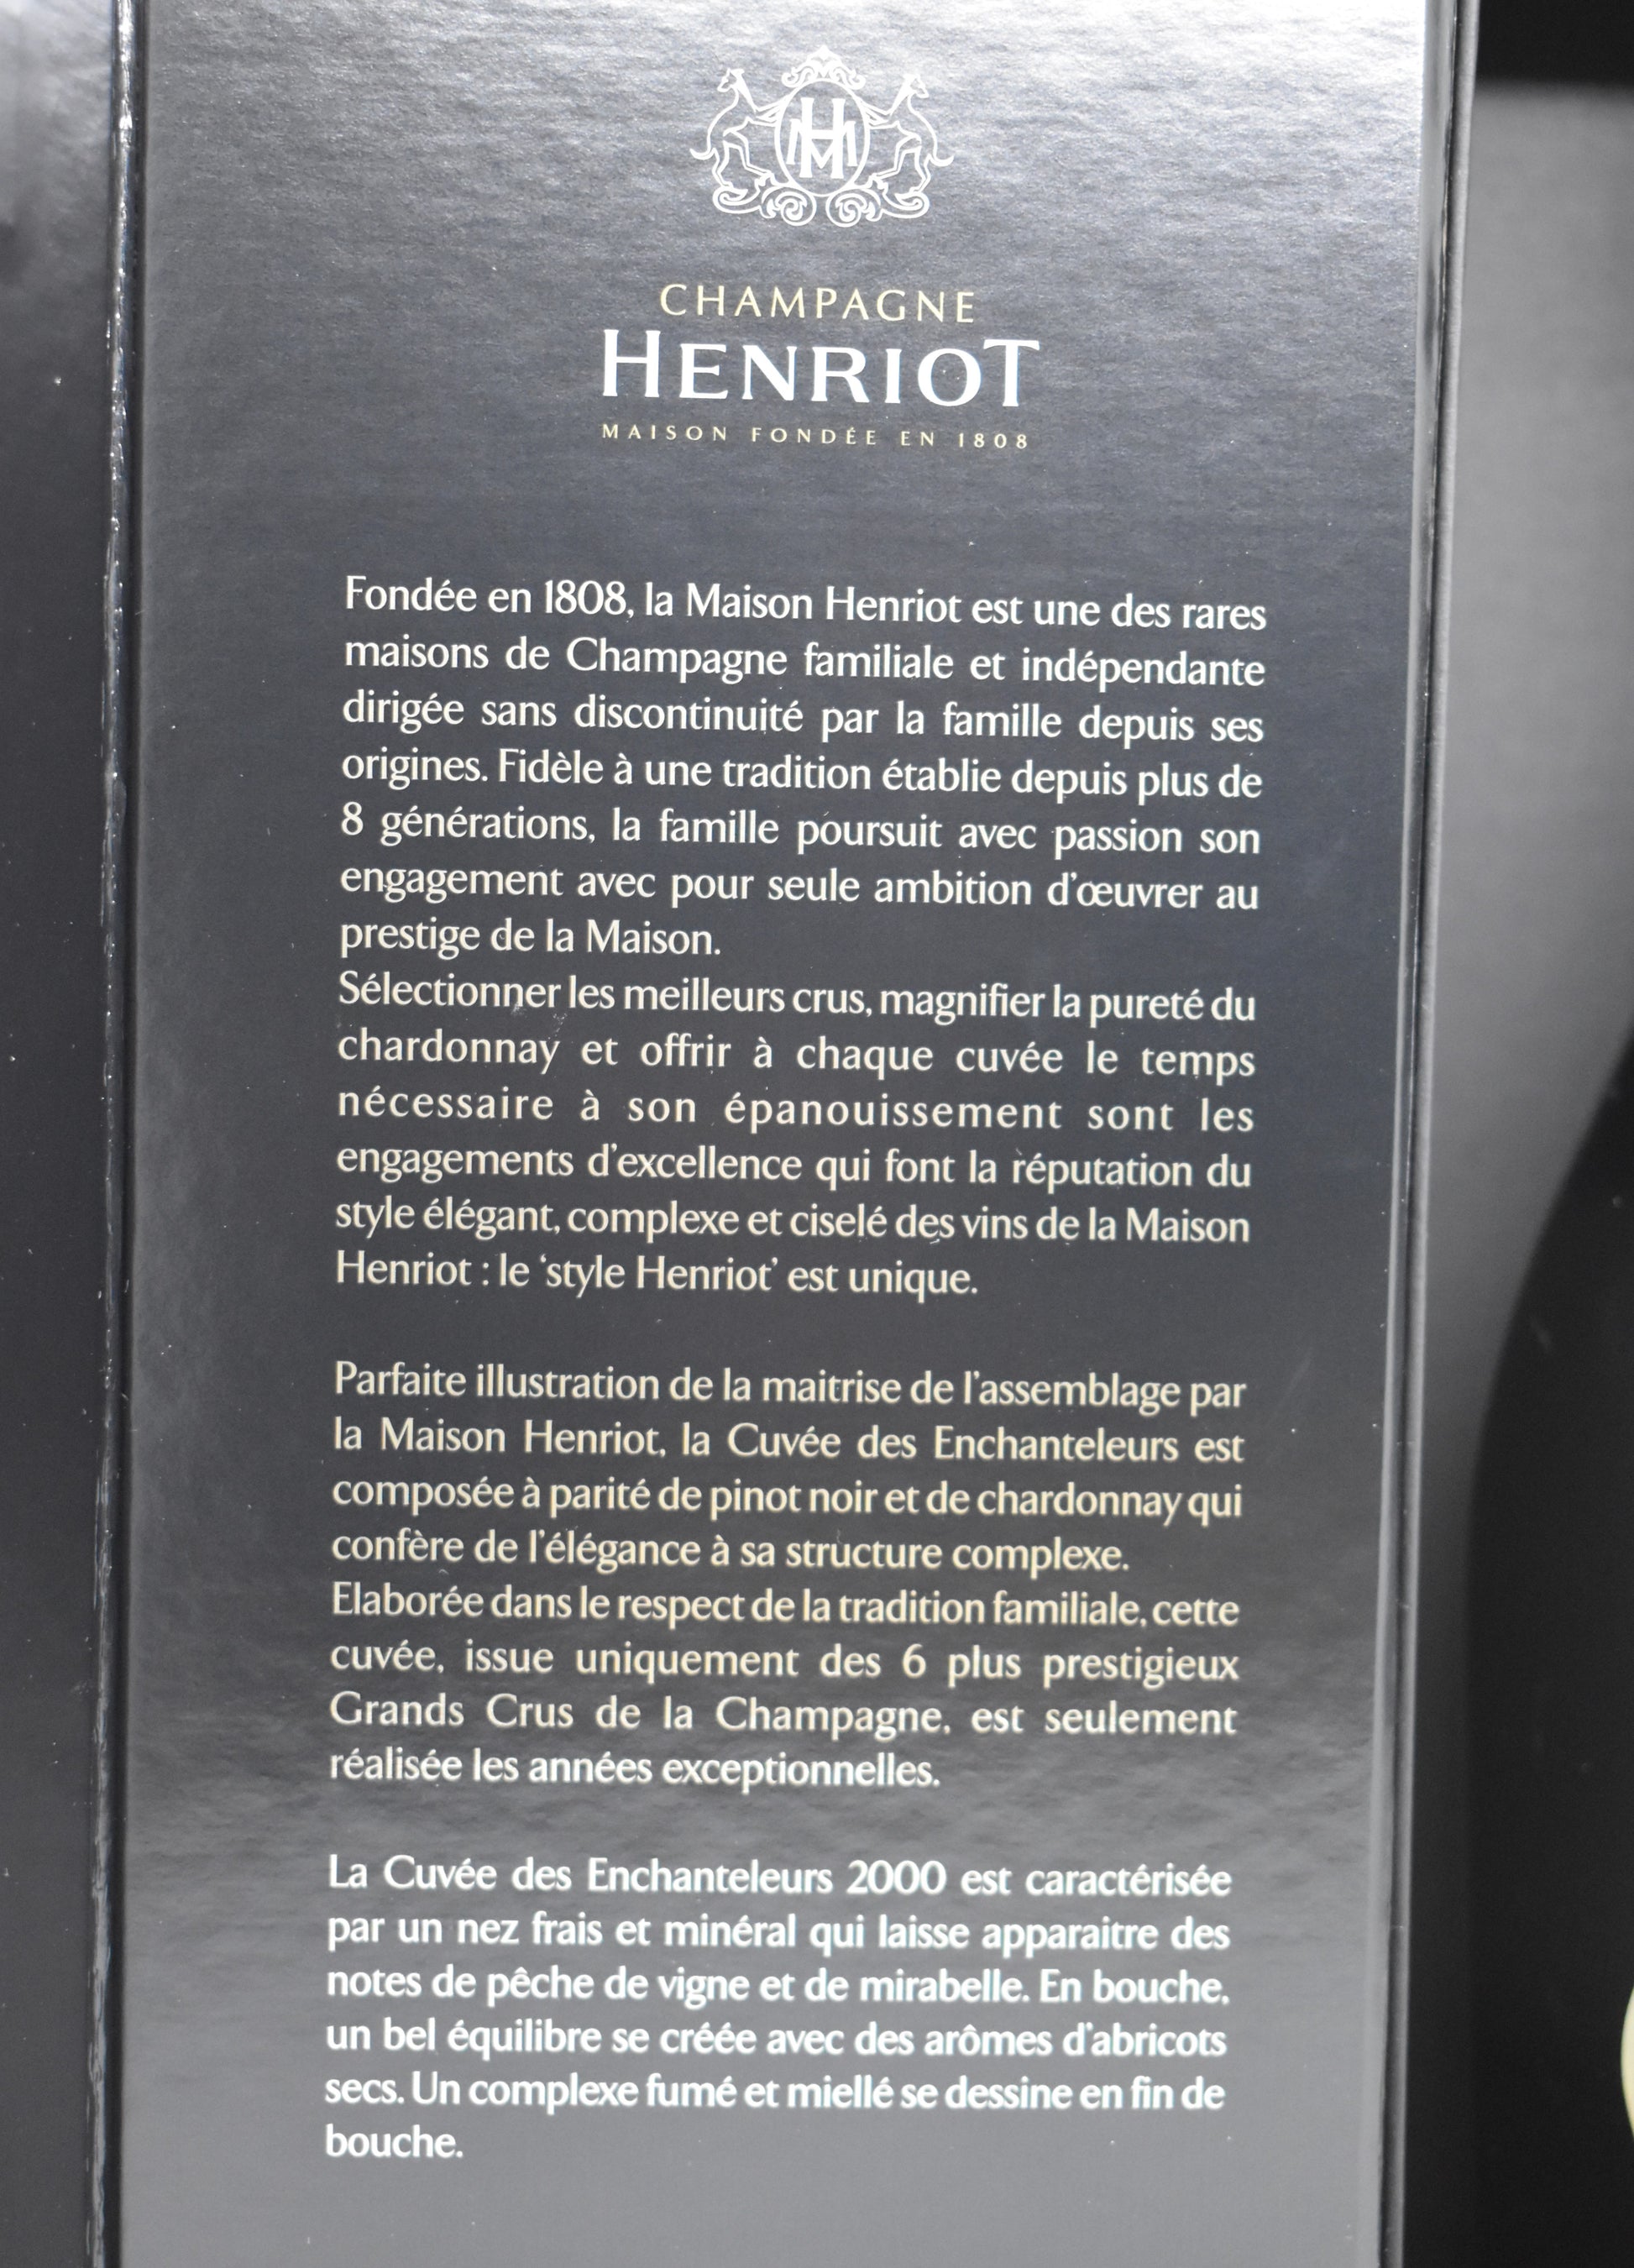 HM
CHAMPAGNE
HENRIOT
MAISON FONDÉE EN 1808
Fondée en 1808, la Maison Henriot est une des rares
maisons de Champagne familiale et indépendante
dirigée sans discontinuité par la famille depuis ses
origines. Fidèle à une tradition établie depuis plus de
8 générations, la famille poursuit avec passion son
engagement avec pour seule ambition d'œuvrer au
prestige de la Maison.
Sélectionner les meilleurs crus, magnifier la pureté du
chardonnay et offrir à chaque cuvée le temps
nécessaire à son épanouissement sont les
engagements d'excellence qui font la réputation du
style élégant, complexe et ciselé des vins de la Maison
Henriot : le ‘style Henriot’ est unique.
Parfaite illustration de la maitrise de l'assemblage par
la Maison Henriot, la Cuvée des Enchanteleurs est
composée à parité de pinot noir et de chardonnay qui
confère de l'élégance à sa structure complexe.
Elaborée dans le respect de la tradition familiale, cette
cuvée, issue uniquement des 6 plus prestigieux
Grands Crus de la Champagne, est seulement
réalisée les années exceptionnelles.
La Cuvée des Enchanteleurs 2000 est caractérisée
par un nez frais et minéral qui laisse apparaitre des
notes de pêche de vigne et de mirabelle. En bouche,
un bel équilibre se créée avec des arômes d'abricots
secs. Un complexe fumé et miellé se dessine en fin de
bouche.